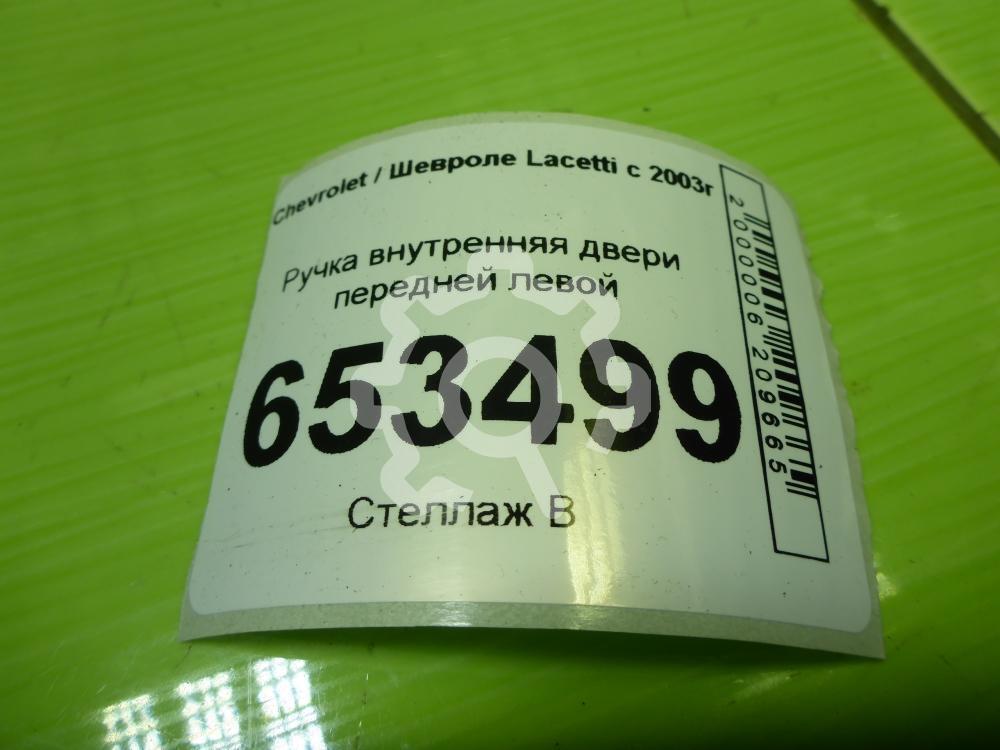 Chevrolet / Шевроле Lacetti с 2003г
Ручка внутренняя двери
передней левой
653499
Стеллаж В
2000006209665